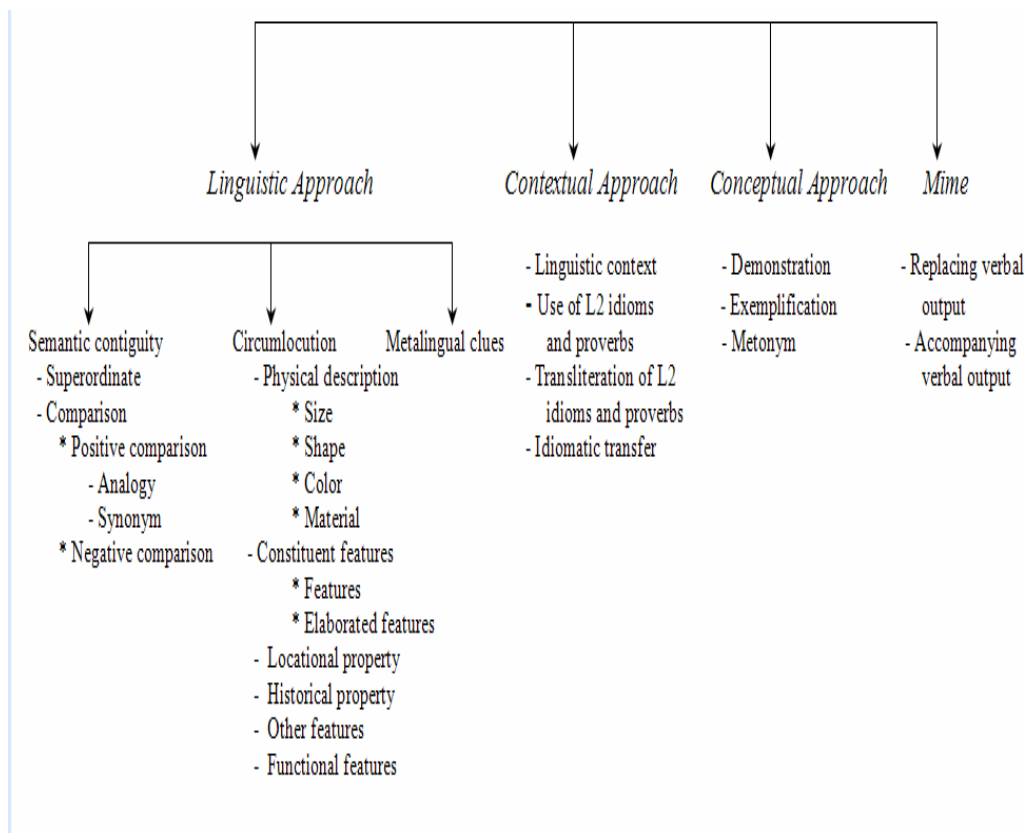 Linguistic Approach
Contextual Approach
Conceptual Approach
Mime
Semantic contiguity
- Superordinate
- Comparison
* Positive comparison
- Analogy
- Synonym
* Negative comparison
Circumlocution
- Physical description
* Size
* Shape
* Color
* Material
- Constituent features
* Features
* Elaborated features
- Locational property
- Historical property
- Other features
- Functional features
Metalingual clues
- Linguistic context
- Use of L2 idioms
and proverbs
- Transliteration of L2
idioms and proverbs
- Idiomatic transfer
- Demonstration
- Exemplification
- Metonym
- Replacing verbal
output
- Accompanying
verbal output